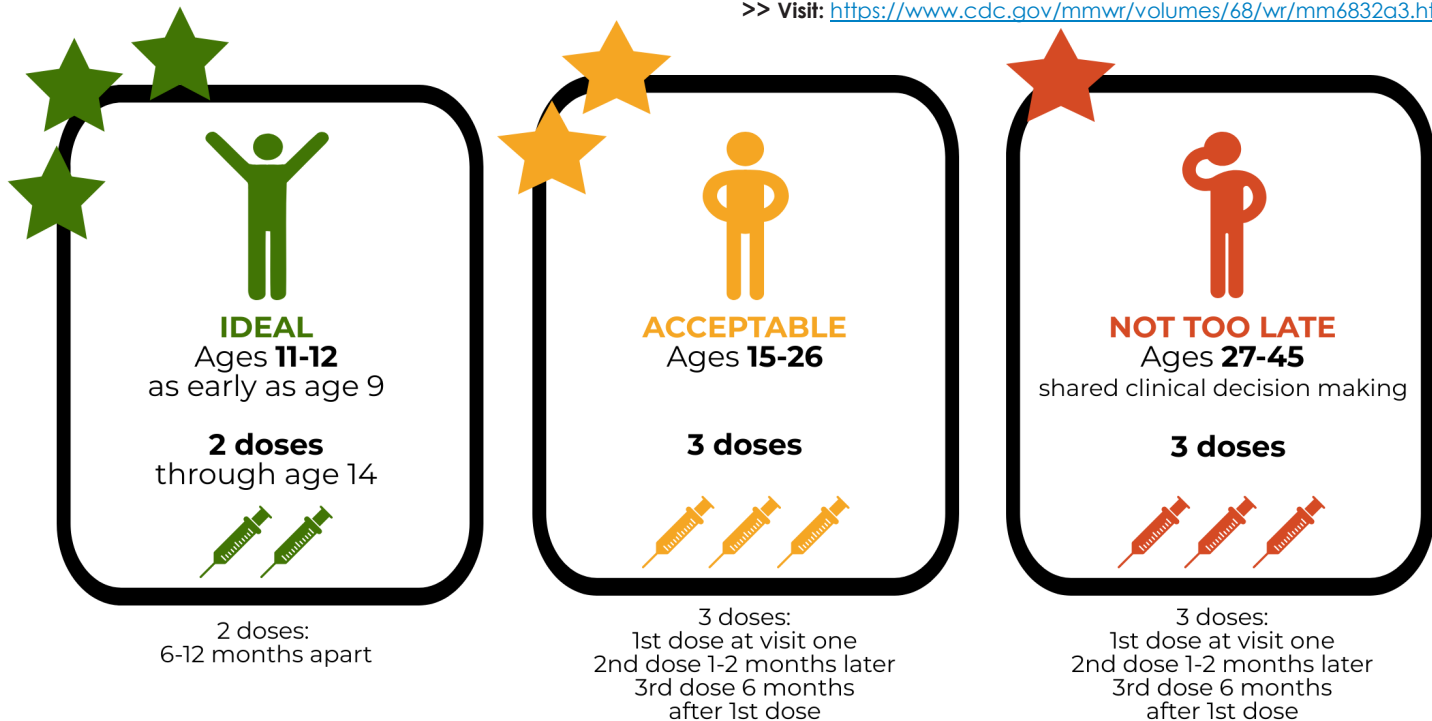 >> Visit: https://www.cdc.gov/mmwr/volumes/68/wr/mm6832a3.ht
IDEAL
Ages 11-12
as early as age 9
2 doses
through age 14
2 doses:
6-12 months apart
ACCEPTABLE
Ages 15-26
3 doses
3 doses:
1st dose at visit one
2nd dose 1-2 months later
3rd dose 6 months
after 1st dose
NOT TOO LATE
Ages 27-45
shared clinical decision making
3 doses
3 doses:
1st dose at visit one
2nd dose 1-2 months later
3rd dose 6 months
after 1st dose